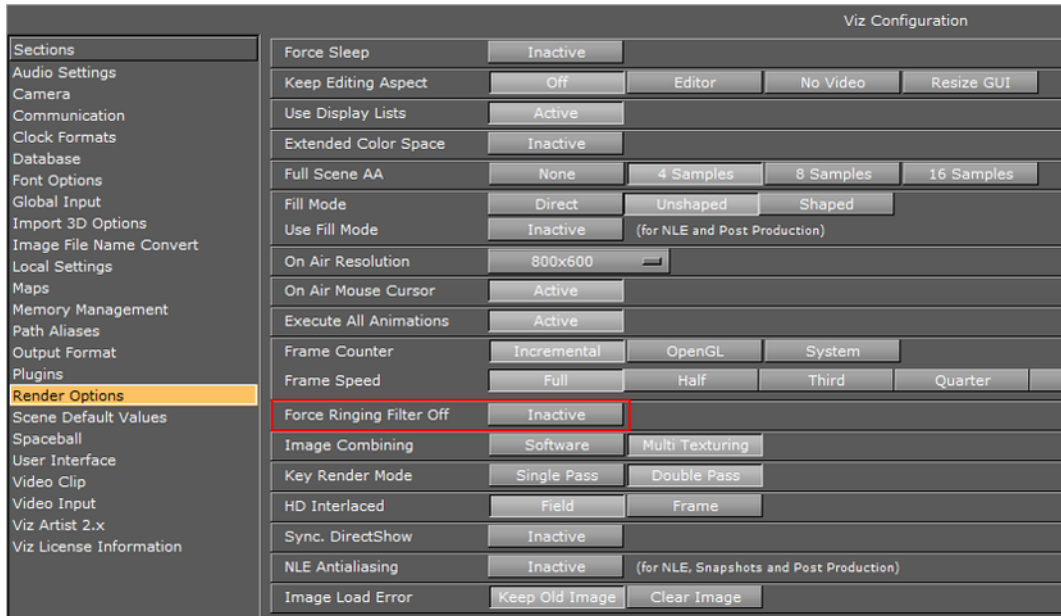 Viz Configuration
Sections
Audio Settings
Camera
Communication
Clock Formats
Database
Font Options
Global Input
Import 3D Options
Image File Name Convert
Local Settings
Maps
Memory Management
Path Aliases
Output Format
Plugins
Render Options
Scene Default Values
Spaceball
User Interface
Video Clip
Video Input
Viz Artist 2.x
Viz License Information
Force Sleep Inactive
Keep Editing Aspect Off Editor No Video Resize GUI
Use Display Lists Active
Extended Color Space Inactive
Full Scene AA None 4 Samples 8 Samples 16 Samples
Fill Mode Direct Unshaped Shaped
Use Fill Mode Inactive (for NLE and Post Production)
On Air Resolution 800x600
On Air Mouse Cursor Active
Execute All Animations Active
Frame Counter Incremental OpenGL System
Frame Speed Full Half Third Quarter
Force Ringing Filter Off Inactive
Image Combining Software Multi Texturing
Key Render Mode Single Pass Double Pass
HD Interlaced Field Frame
Sync. DirectShow Inactive
NLE Antialiasing Inactive (for NLE, Snapshots and Post Production)
Image Load Error Keep Old Image Clear Image